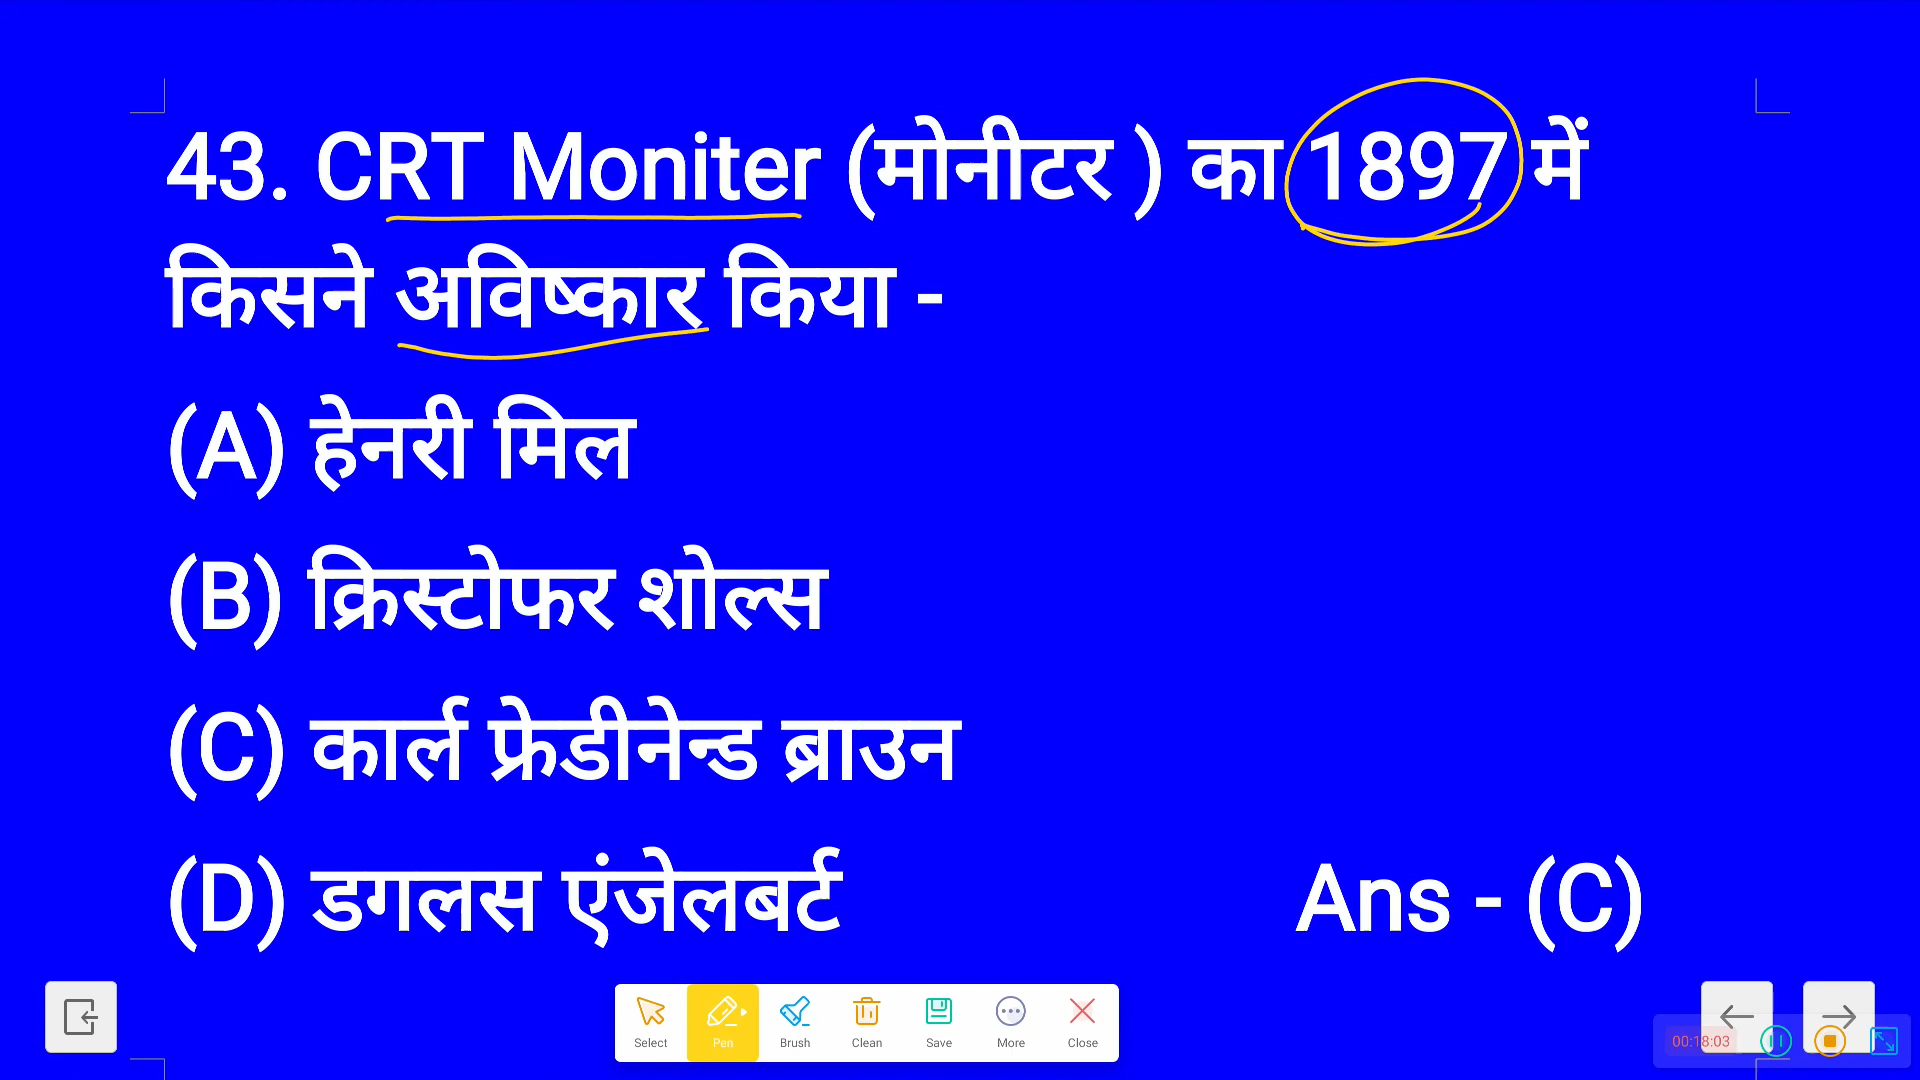 43. CRT Moniter (मोनीटर ) का 1897 में
किसने अविष्कार किया -
(A) हेनरी मिल
(B) क्रिस्टोफर शोल्स
(C) कार्ल फ्रेडीनेन्ड ब्राउन
(D) डगलस एंजेलबर्ट
Ans - (C)
Select Pen Brush Clean Save More Close
00:18:03